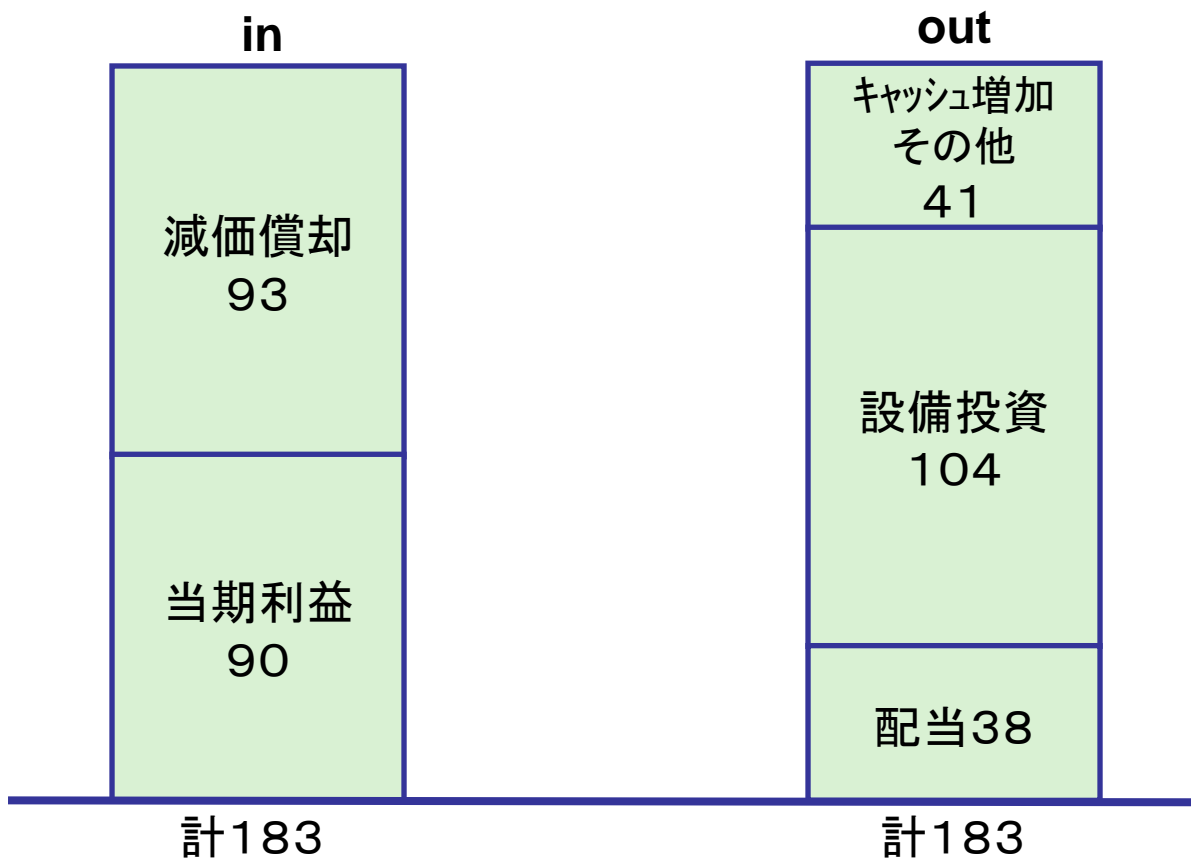 in
減価償却
９３
当期利益
９０
計１８３
out
ｷｬｯｼｭ増加
その他
４１
設備投資
１０４
配当３８
計１８３